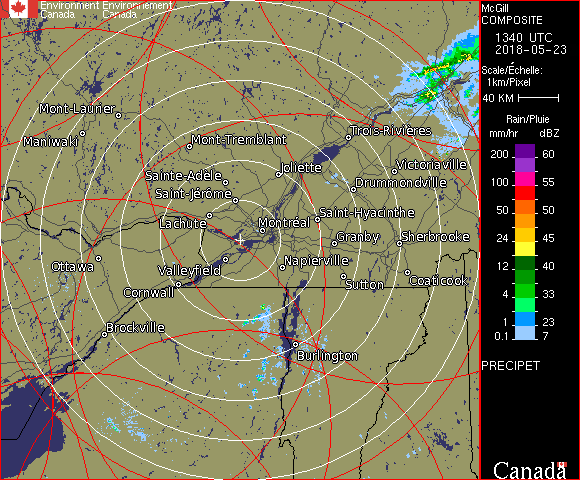 Environment Environnement
Canada Canada
McGill
COMPOSITE
1340 UTC
2018-05-23
Scale/Échelle:
1km/Pixel
40 KM
Rain/Pluie
mm/hr dBZ
200 60
155 57
100 55
50 50
24 45
12 40
4 33
1 23
0.1 7
PRECIPET
Canada
Mont-Laurier
Maniwaki
Mont-Tremblant
Trois-Rivières
Joliette
Victoriaville
Sainte-Adèle
Drummondville
Saint-Jérôme
Lachute
Montréal
Saint-Hyacinthe
Granby
Sherbrooke
Ottawa
Valleyfield
Napierville
Cornwall
Sutton
Coaticook
Brockville
Burlington